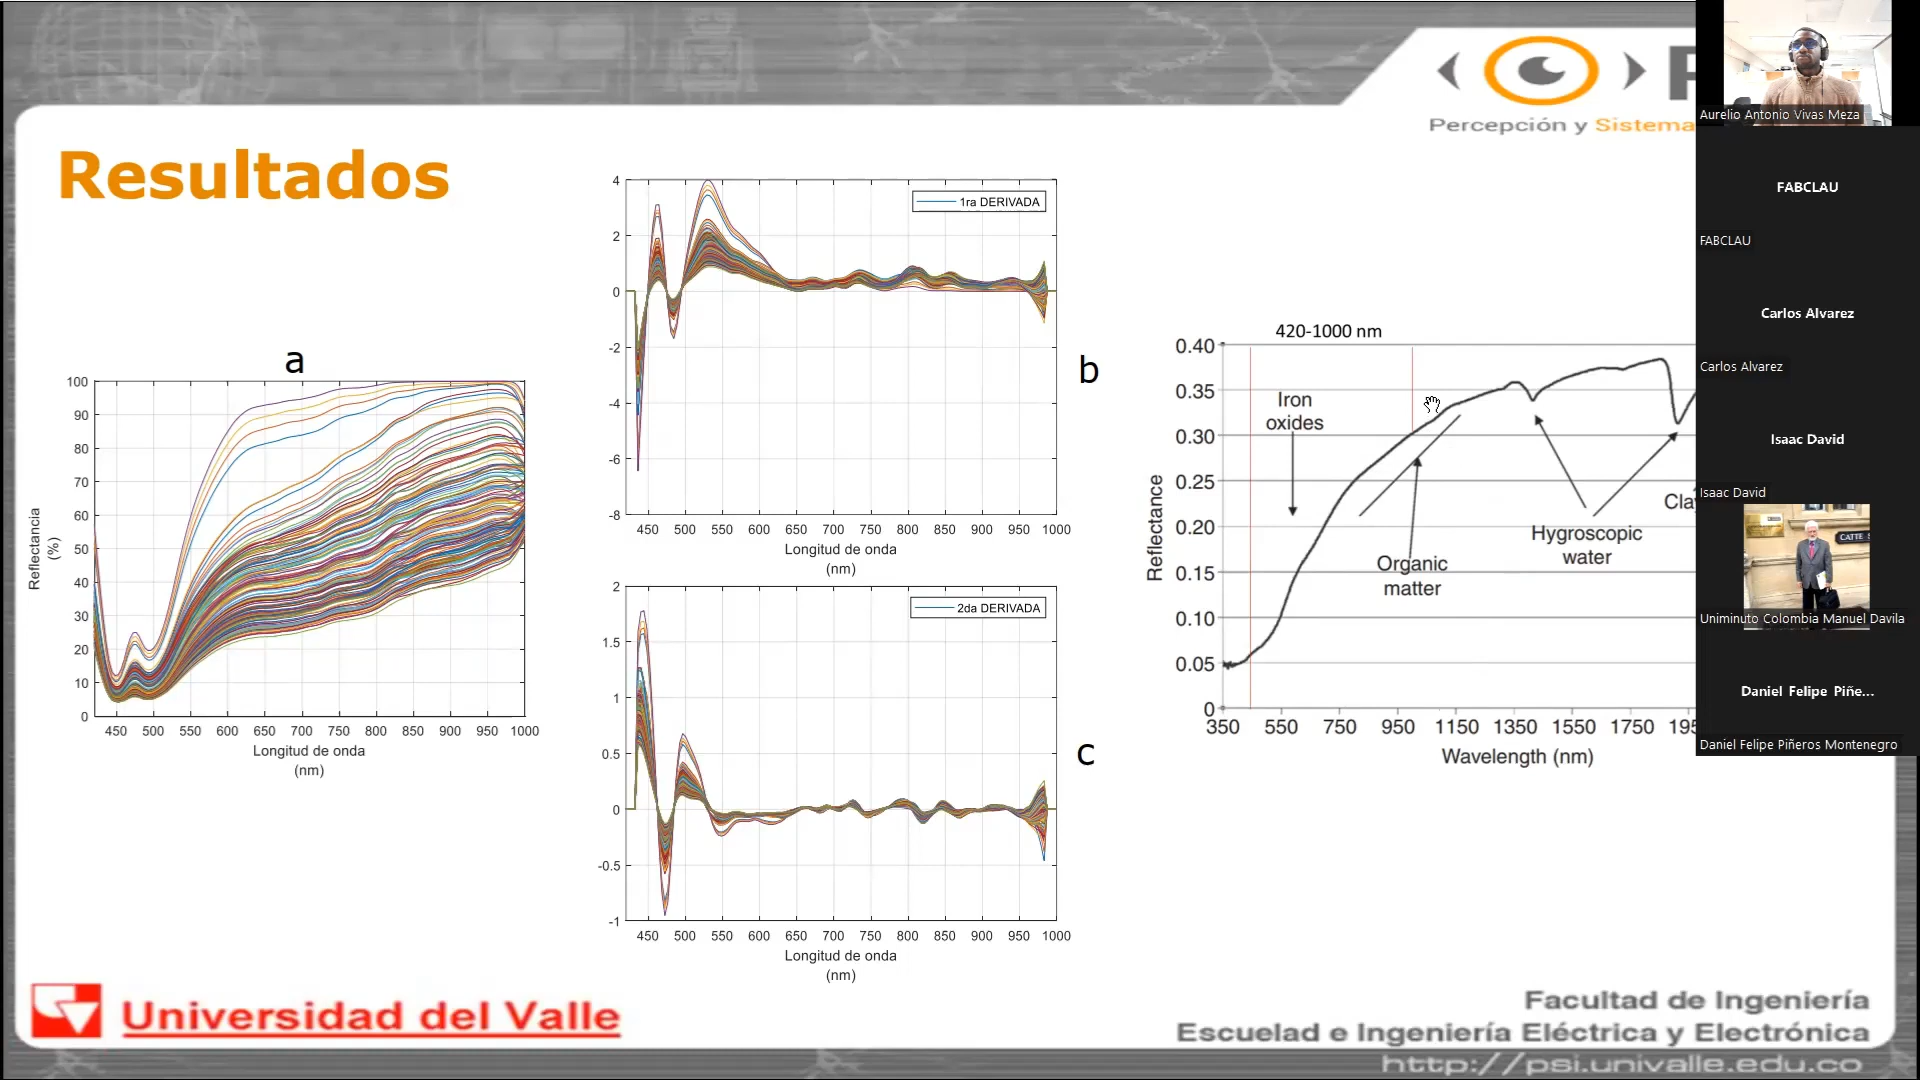 Resultados
Percepción y Sistema
a
100
90
80
70
60
50
40
30
20
10
0
Reflectancia
(%)
450 500 550 600 650 700 750 800 850 900 950 1000
Longitud de onda
(nm)
4
2
0
-2
-4
-6
-8
1ra DERIVADA
450 500 550 600 650 700 750 800 850 900 950 1000
Longitud de onda
(nm)
b
2
1.5
1
0.5
0
-0.5
-1
2da DERIVADA
450 500 550 600 650 700 750 800 850 900 950 1000
Longitud de onda
(nm)
c
420-1000 nm
0.40
0.35
0.30
0.25
0.20
0.15
0.10
0.05
0
Reflectance
Iron
oxides
Organic
matter
Hygroscopic
water
Cla
350 550 750 950 1150 1350 1550 1750 195
Wavelength (nm)
Aurelio Antonio Vivas Meza
FABCLAU
FABCLAU
Carlos Alvarez
Carlos Alvarez
Isaac David
Isaac David
CATTE
Uniminuto Colombia Manuel Davila
Daniel Felipe Piñe...
Daniel Felipe Piñeros Montenegro
Universidad del Valle
Facultad de Ingeniería
Escuelad e Ingeniería Eléctrica y Electrónica
http://psi.univalle.edu.co